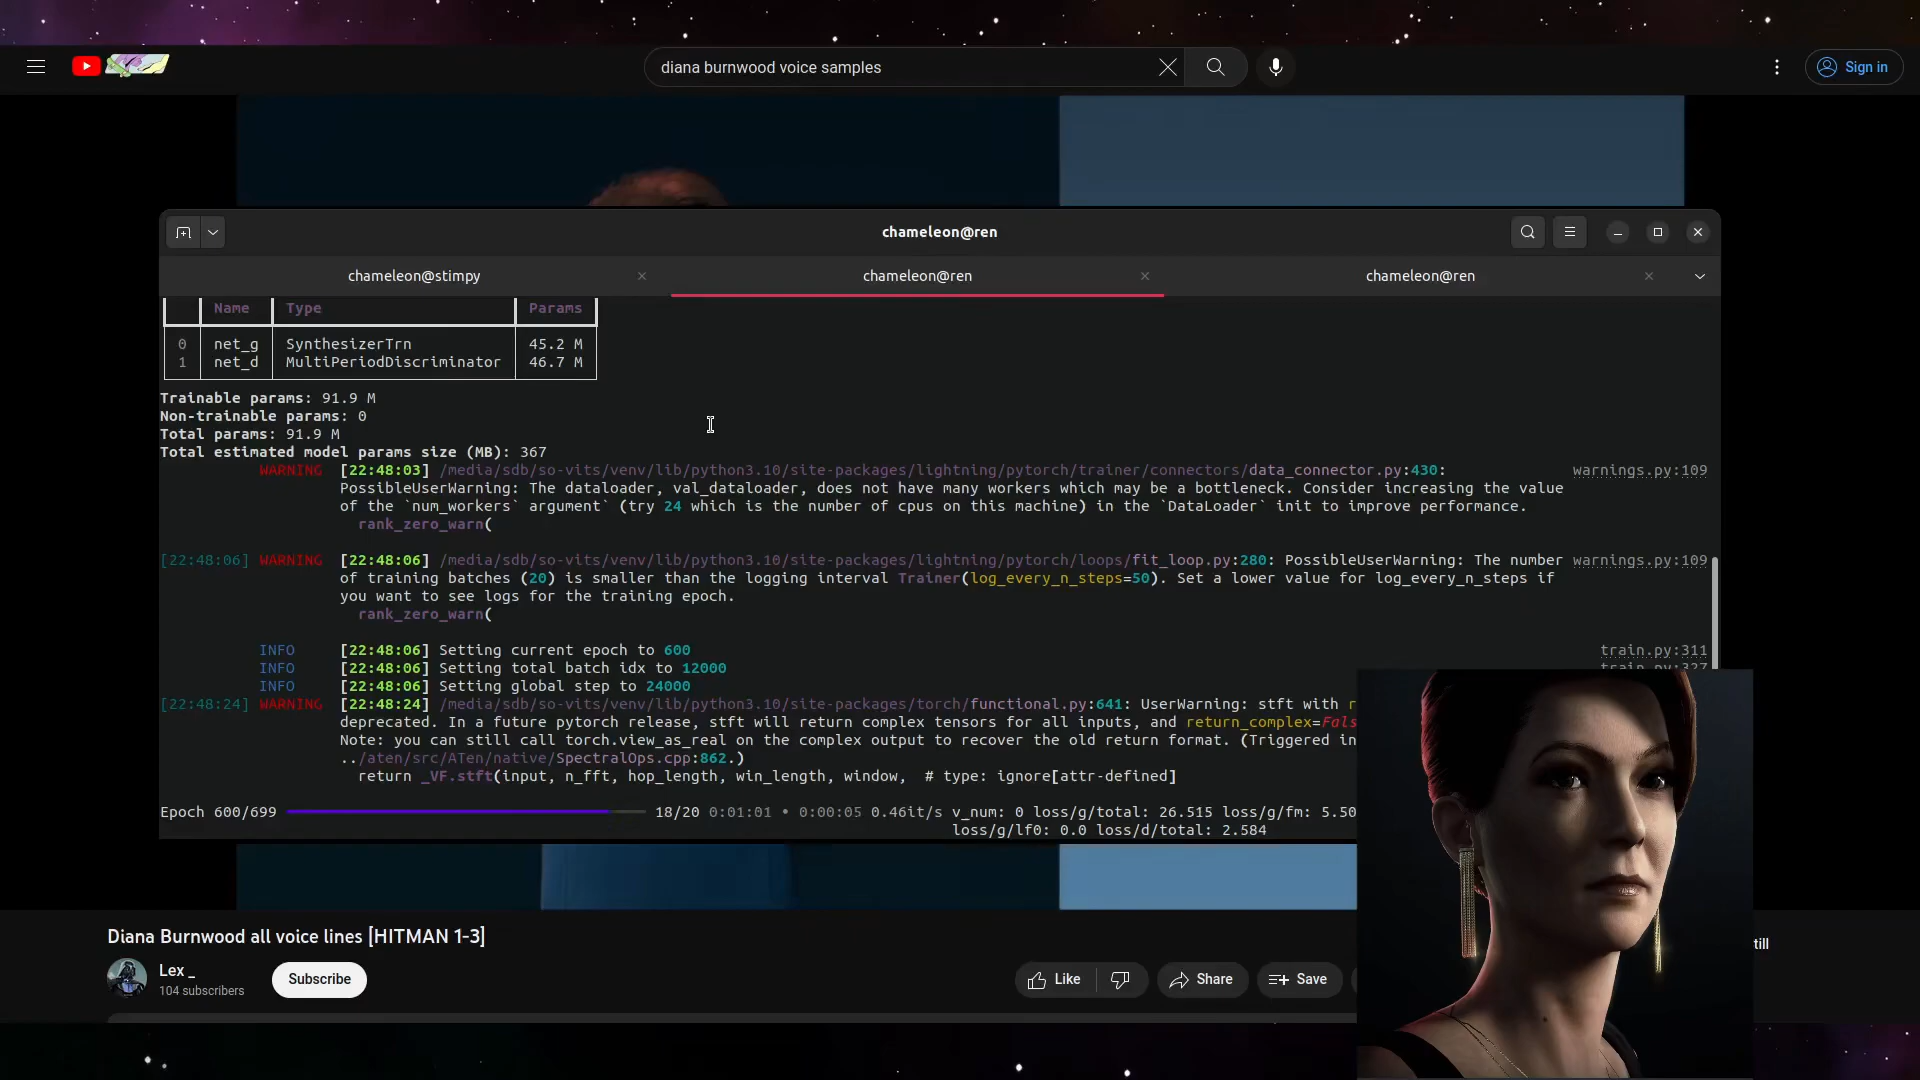 diana burnwood voice samples
Sign in
chameleon@ren
chameleon@stimpy
chameleon@ren
chameleon@ren
Name Type Params
0 net_g SynthesizerTrn 45.2 M
1 net_d MultiPeriodDiscriminator 46.7 M
Trainable params: 91.9 M
Non-trainable params: 0
Total params: 91.9 M
Total estimated model params size (MB): 367
WARNING [22:48:03] /media/sdb/so-vits/venv/lib/python3.10/site-packages/lightning/pytorch/trainer/connectors/data_connector.py:430: warnings.py:109
PossibleUserWarning: The dataloader, val_dataloader, does not have many workers which may be a bottleneck. Consider increasing the value
of the `num_workers` argument` (try 24 which is the number of cpus on this machine) in the `DataLoader` init to improve performance.
rank_zero_warn(
[22:48:06] WARNING [22:48:06] /media/sdb/so-vits/venv/lib/python3.10/site-packages/lightning/pytorch/loops/fit_loop.py:280: PossibleUserWarning: The number warnings.py:109
of training batches (20) is smaller than the logging interval Trainer(log_every_n_steps=50). Set a lower value for log_every_n_steps if
you want to see logs for the training epoch.
rank_zero_warn(
INFO [22:48:06] Setting current epoch to 600 train.py:311
INFO [22:48:06] Setting total batch idx to 12000 train.py:327
INFO [22:48:06] Setting global step to 24000
[22:48:24] WARNING [22:48:24] /media/sdb/so-vits/venv/lib/python3.10/site-packages/torch/functional.py:641: UserWarning: stft with r
deprecated. In a future pytorch release, stft will return complex tensors for all inputs, and return_complex=Fals
Note: you can still call torch.view_as_real on the complex output to recover the old return format. (Triggered in
../aten/src/ATen/native/SpectralOps.cpp:862.)
return _VF.stft(input, n_fft, hop_length, win_length, window, # type: ignore[attr-defined]
Epoch 600/699 18/20 0:01:01 • 0:00:05 0.46it/s v_num: 0 loss/g/total: 26.515 loss/g/fm: 5.50
loss/g/lf0: 0.0 loss/d/total: 2.584
Diana Burnwood all voice lines [HITMAN 1-3]
Lex _
104 subscribers
Subscribe
Like
Share
Save
till